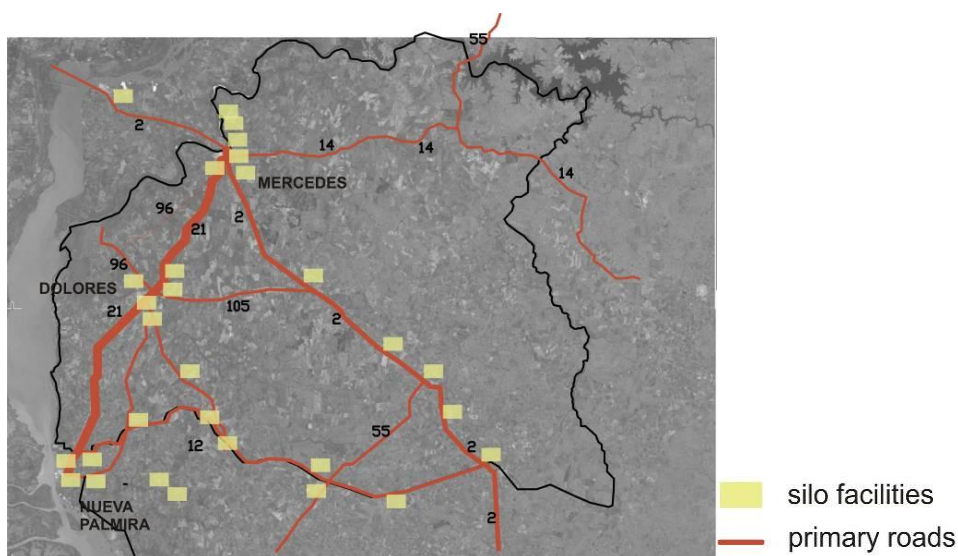 55
2
14
14
14
MERCEDES
96
2
21
96
DOLORES
105
21
2
55
12
2
2
NUEVA
PALMIRA
silo facilities
primary roads